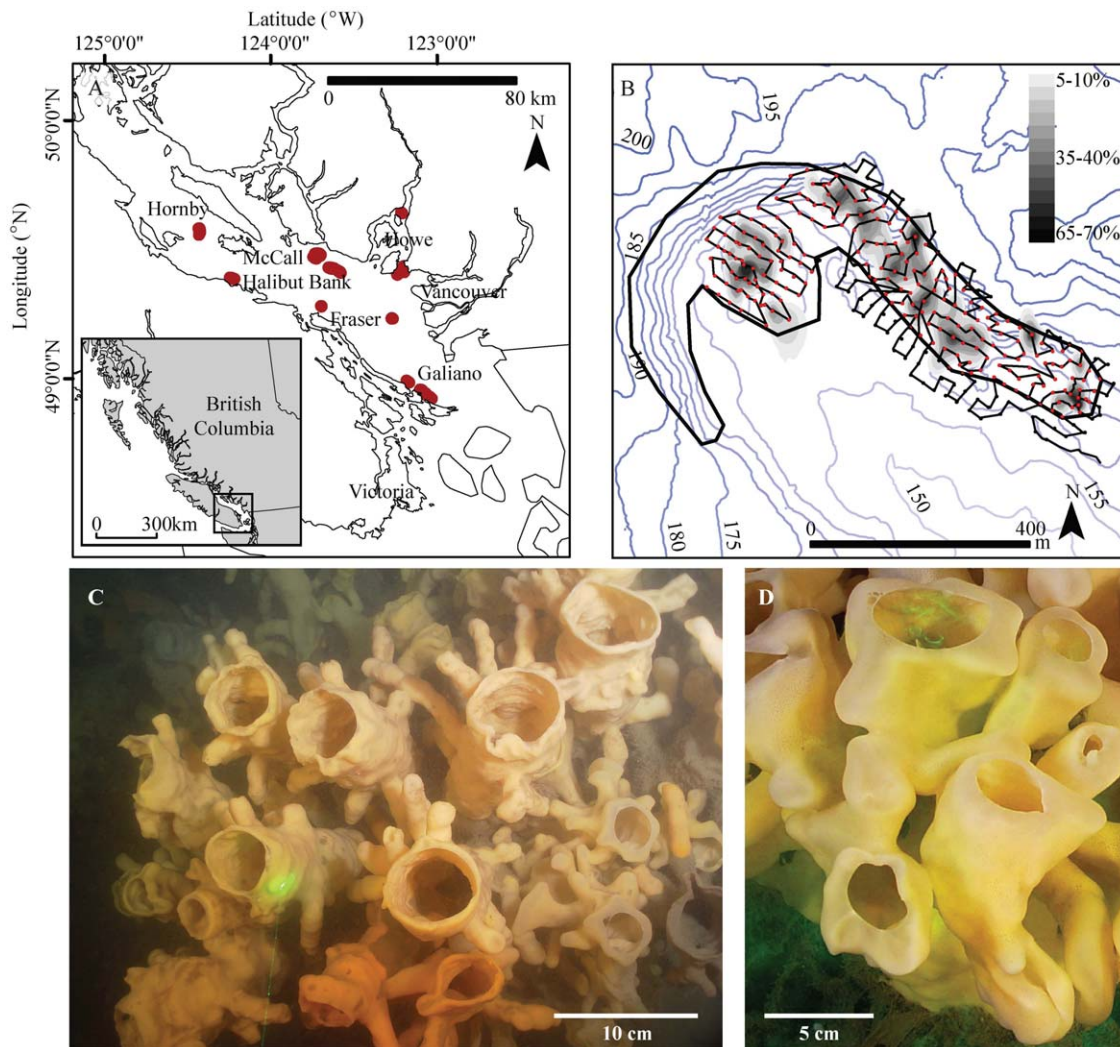 Latitude (°W)
125°0'0"
124°0'0"
123°0'0"
A
0
80 km
N
50°0'0"N
Longitude (°N)
49°0'0"N
Hornby
Howe
McCall
Halibut Bank
Vancouver
Fraser
Galiano
Victoria
British
Columbia
0
300km
B
195
200
185
190
180
175
150
155
5-10%
35-40%
65-70%
N
0
400
m
C
10 cm
D
5 cm